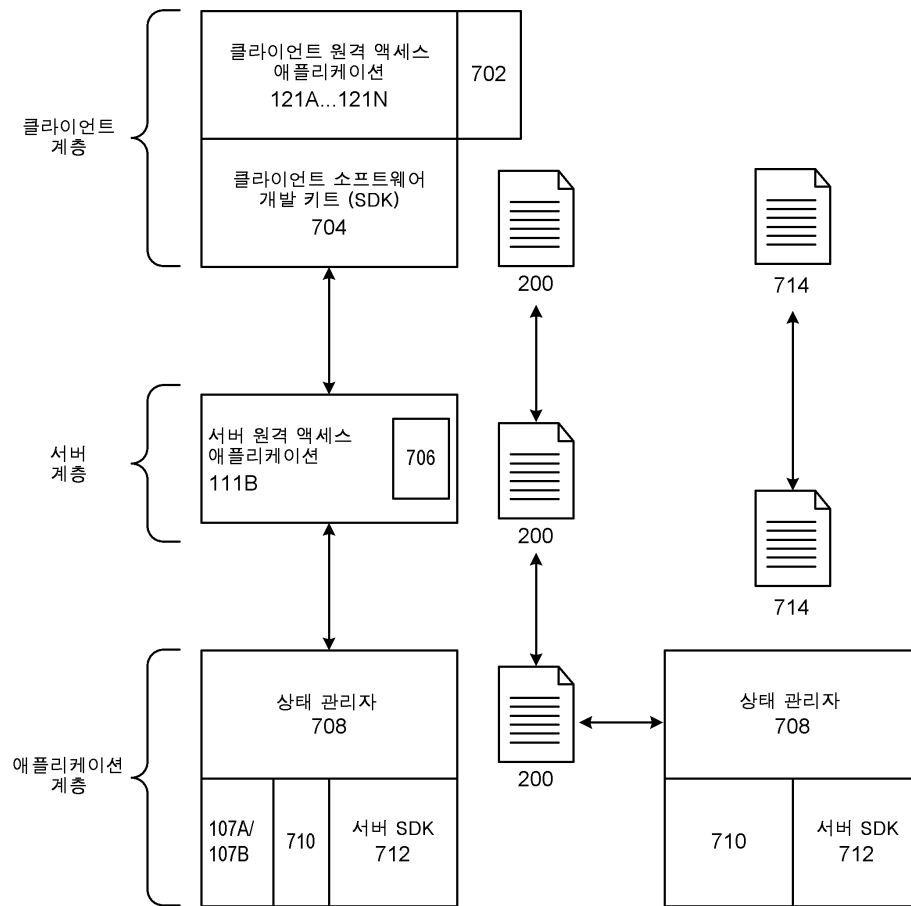 클라이언트 원격 액세스
애플리케이션
121A...121N
702
클라이언트
계층
클라이언트 소프트웨어
개발 키트 (SDK)
704
200
714
서버 원격 액세스
애플리케이션
111B
706
서버
계층
200
714
상태 관리자
708
상태 관리자
708
애플리케이션
계층
200
107A/
107B
710
서버 SDK
712
710
서버 SDK
712